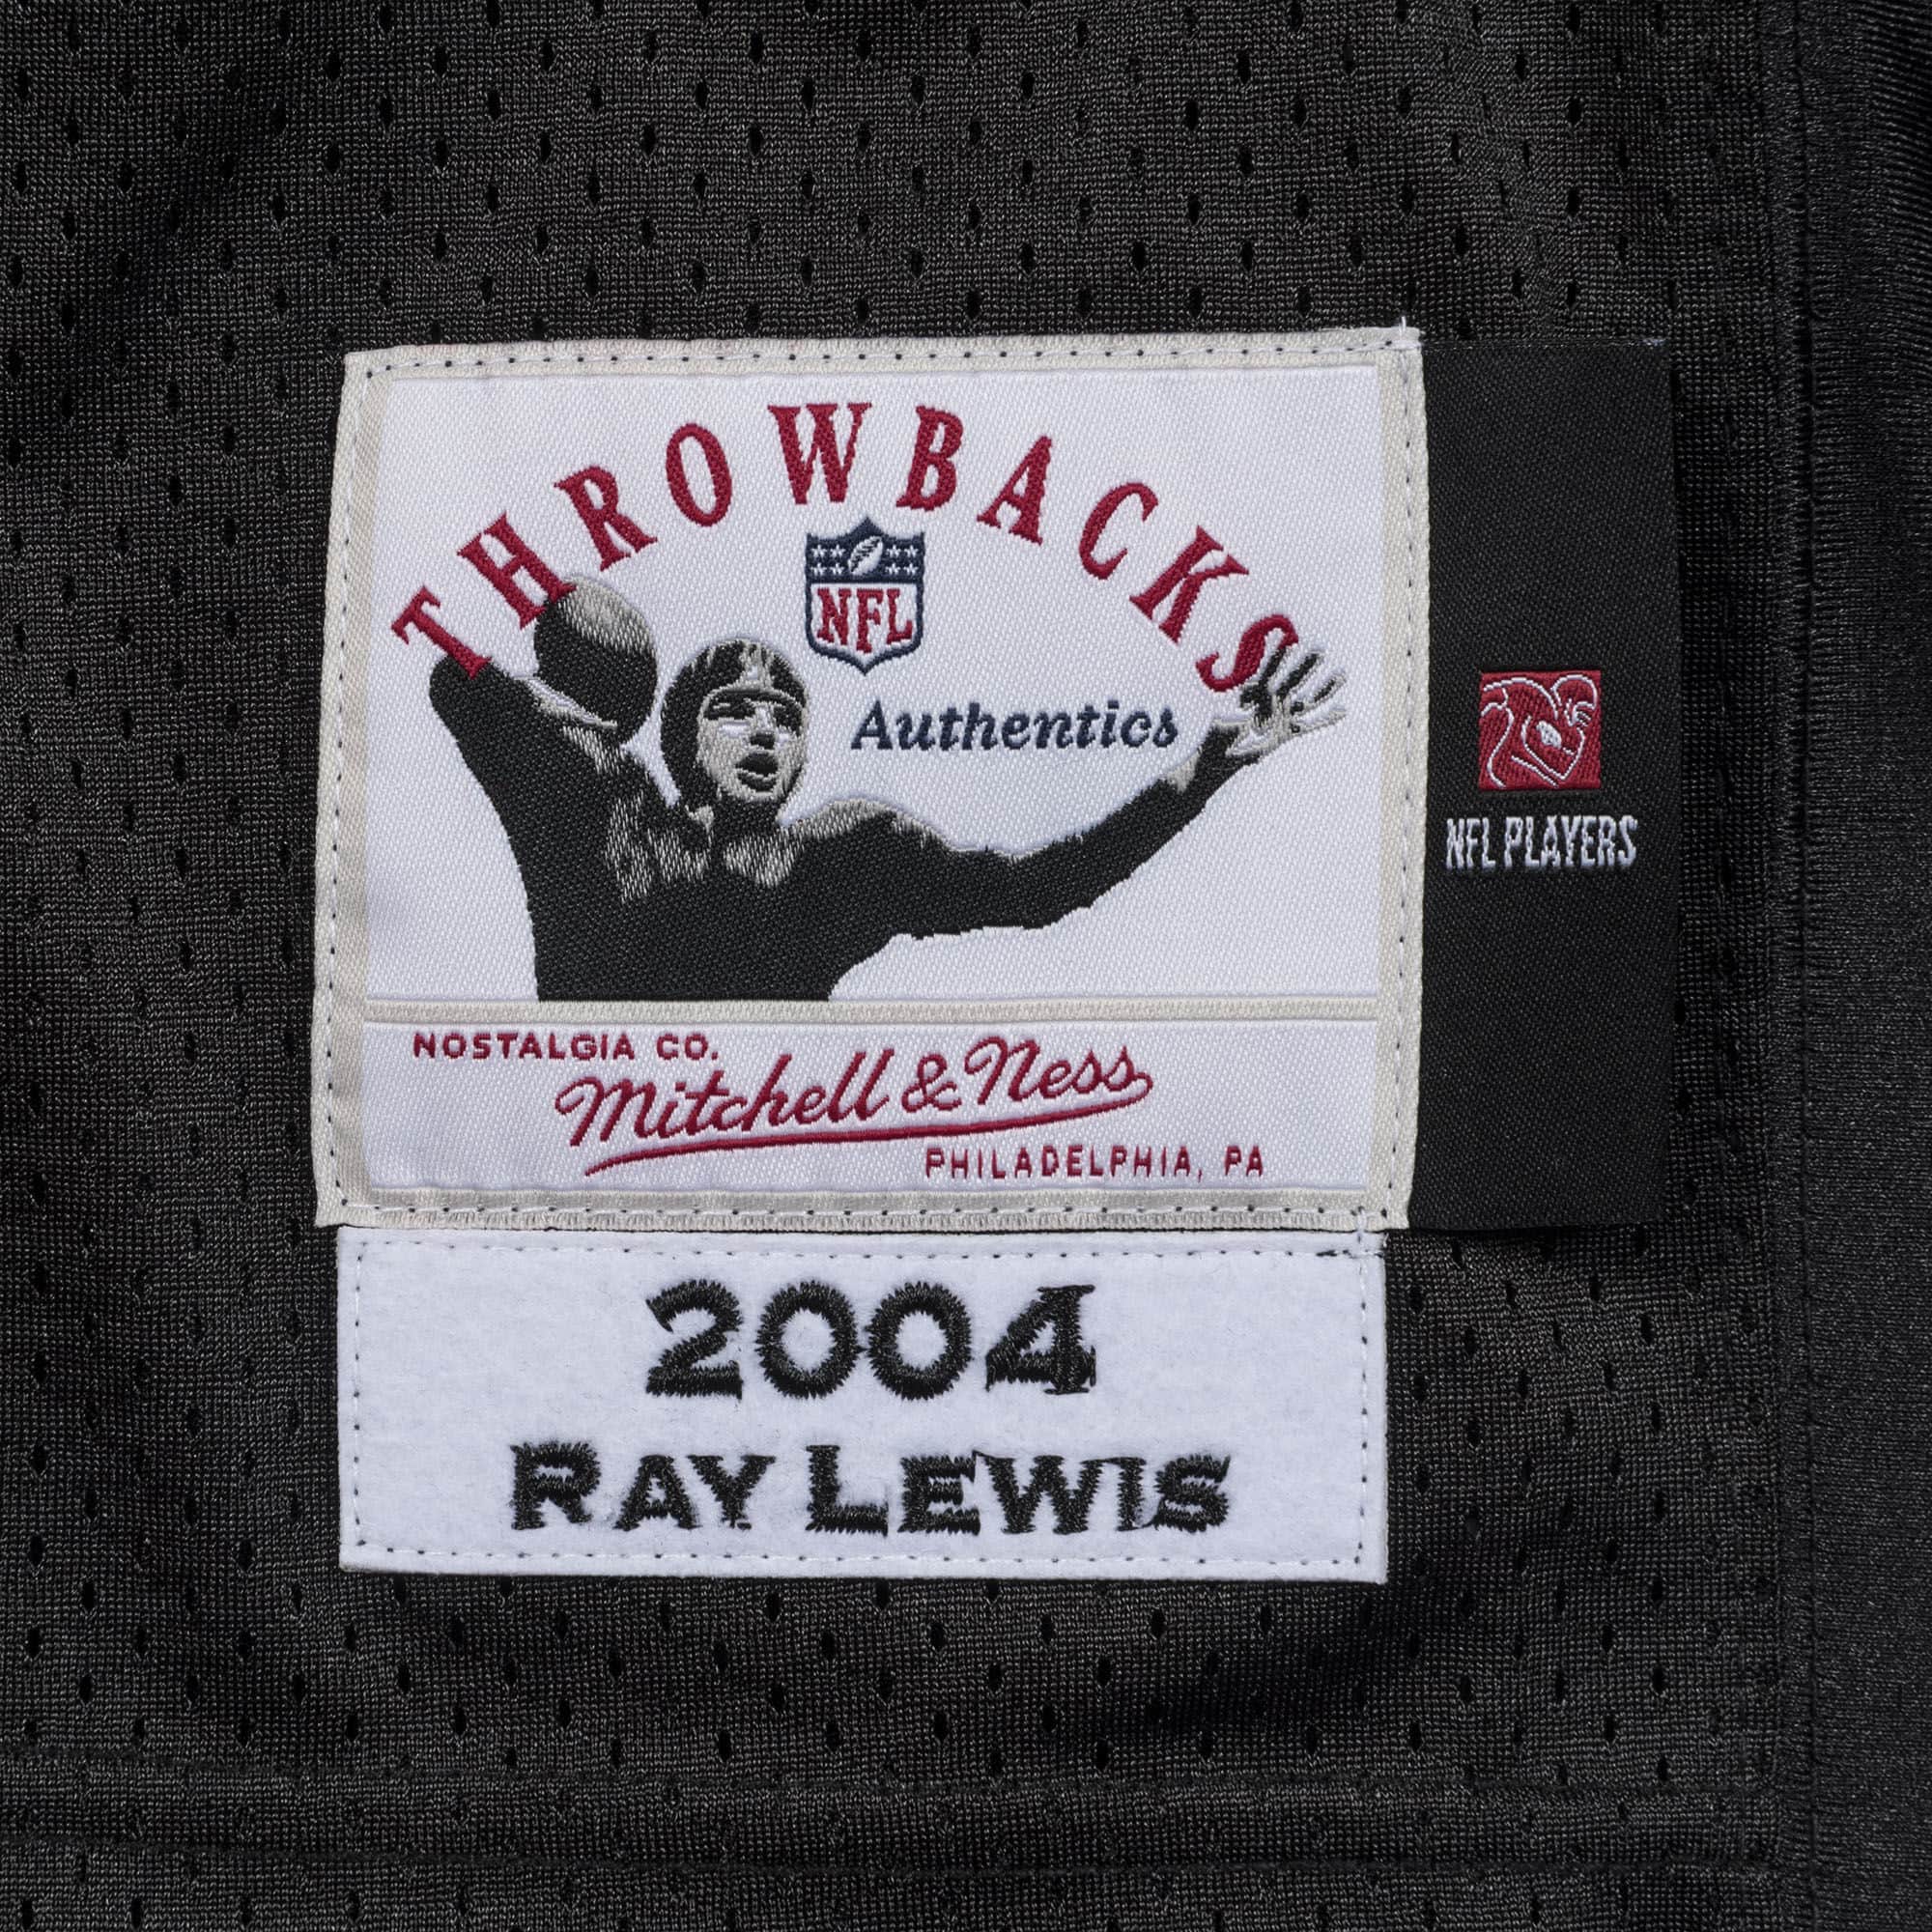 THROWBACKS
NFL
Authentics
NFL PLAYERS
NOSTALGIA CO.
Mitchell & Ness
PHILADELPHIA, PA
2004
RAY LEWIS